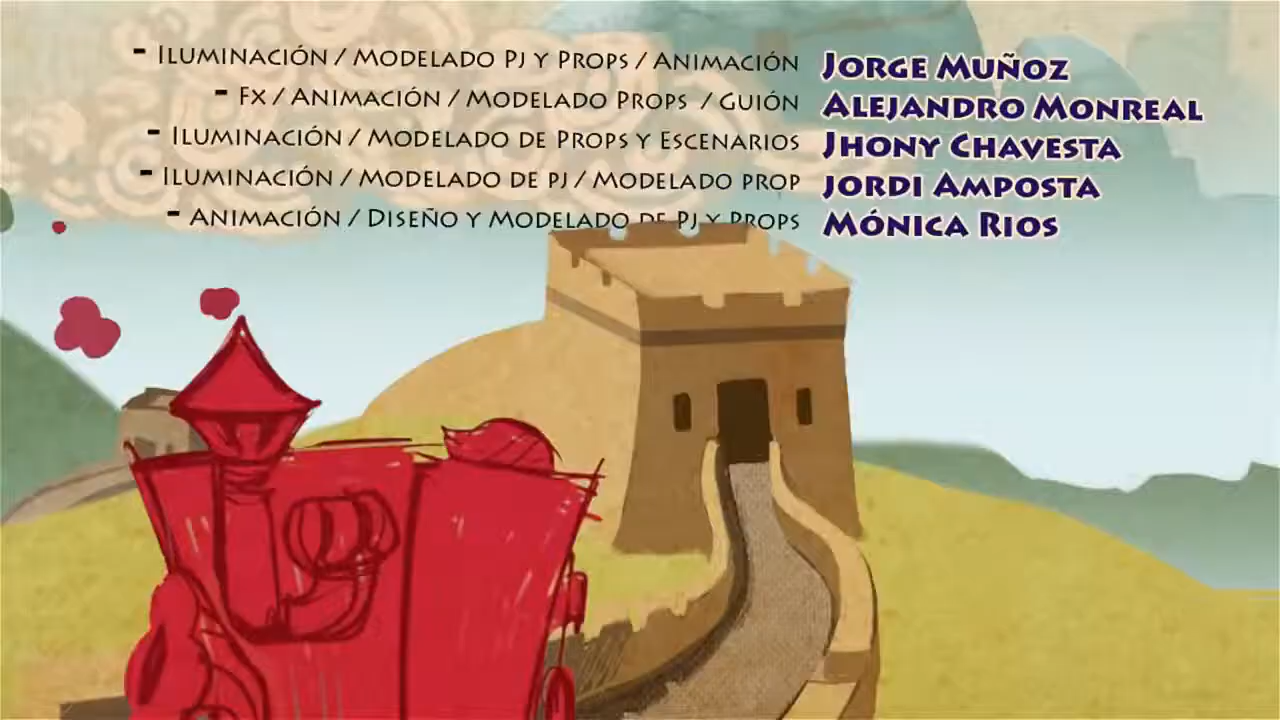 - Iluminación / Modelado Pj y Props / Animación Jorge Muñoz
- Fx / Animación / Modelado Props / Guión Alejandro Monreal
- Iluminación / Modelado de Props y Escenarios Jhony Chavesta
- Iluminación / Modelado de pj / Modelado prop jordi Amposta
- Animación / Diseño y Modelado de Pj y Props Mónica Rios